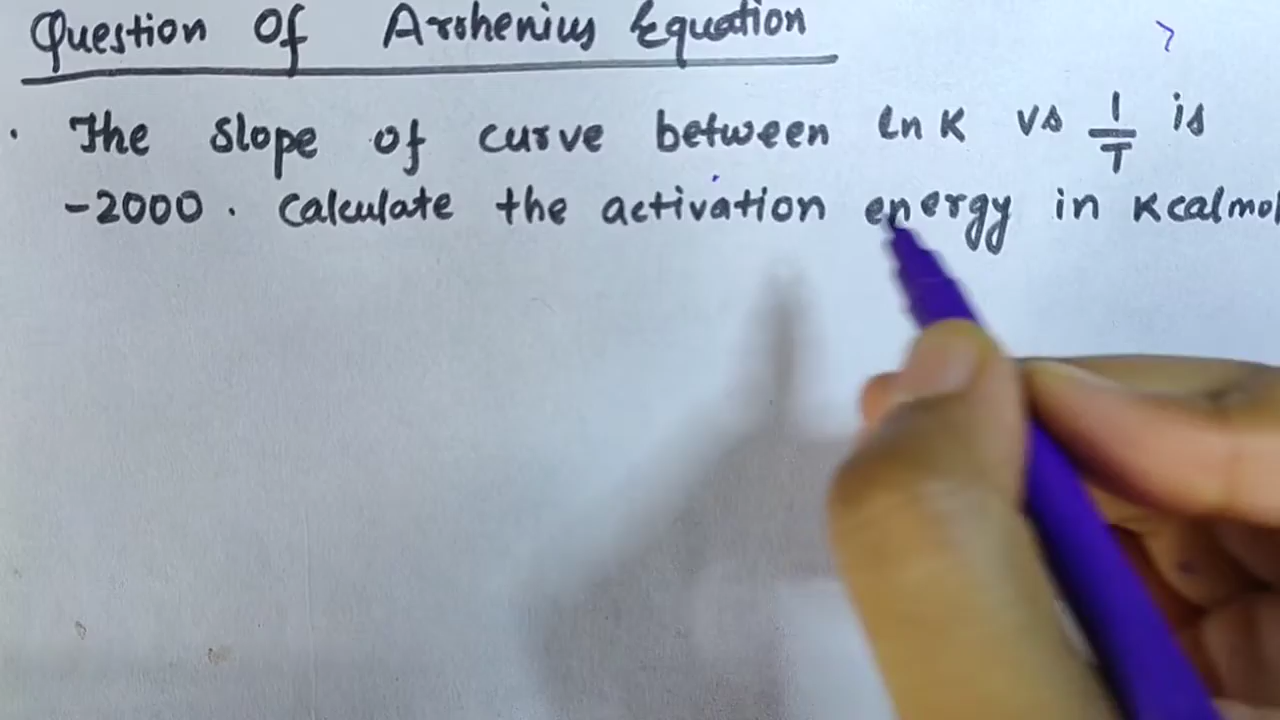 Question Of Arrhenius Equation
. The slope of curve between ln K vs 1/T is
-2000. Calculate the activation energy in Kcalmol